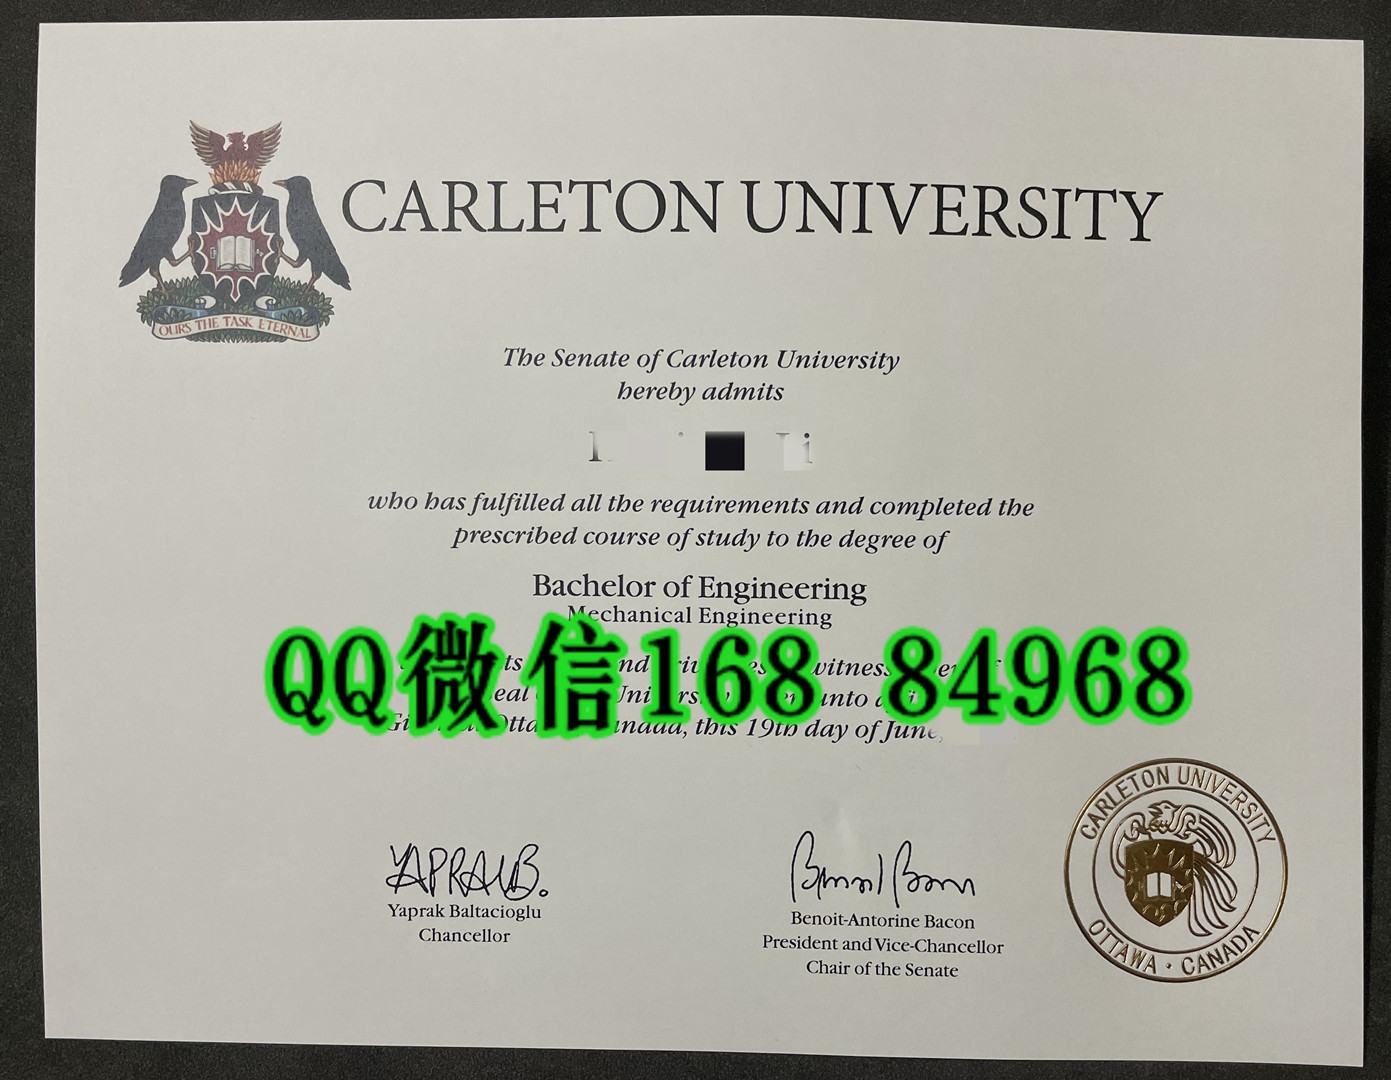 CARLETON UNIVERSITY
OURS THE TASK ETERNAL
The Senate of Carleton University
hereby admits
who has fulfilled all the requirements and completed the
prescribed course of study to the degree of
Bachelor of Engineering
Mechanical Engineering
QQ微信168 84968
witness
unto
this 19th day of June,
CARLETON UNIVERSITY
OTTAWA · CANADA
Yaprak Baltacioglu
Chancellor
Benoit-Antorine Bacon
President and Vice-Chancellor
Chair of the Senate